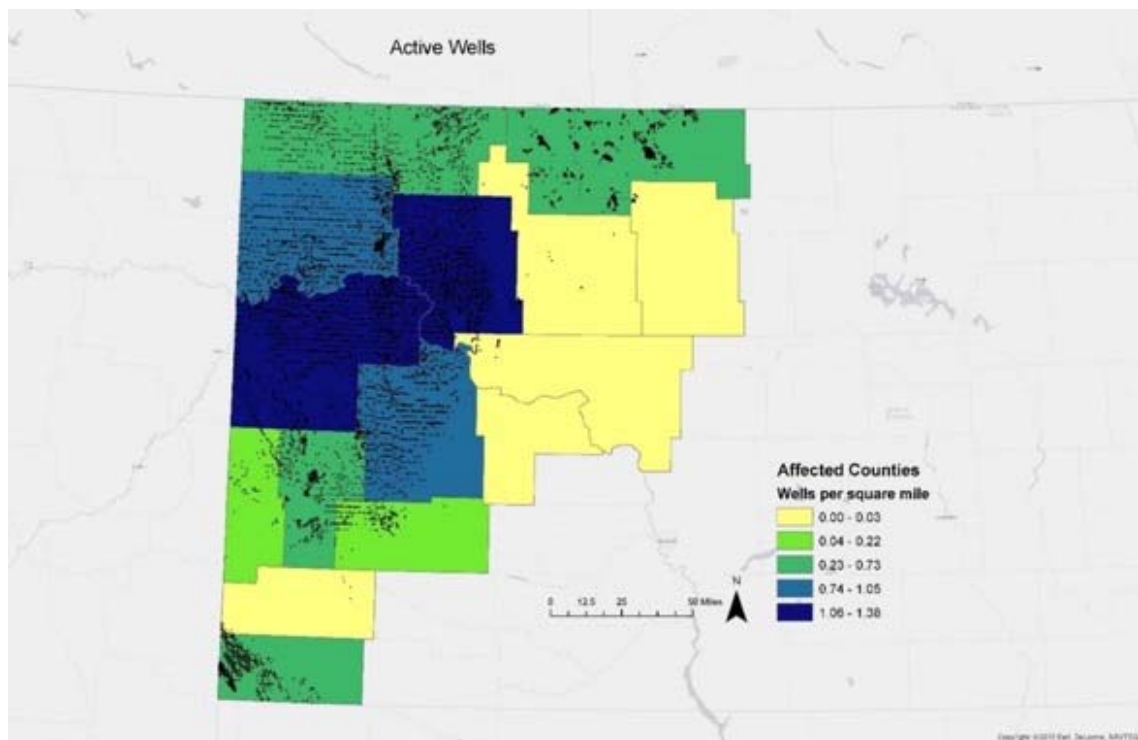 Active Wells
Affected Counties
Wells per square mile
0.00 - 0.03
0.04 - 0.22
0.23 - 0.73
0.74 - 1.05
1.06 - 1.38
N
0 12.5 25 50 Miles